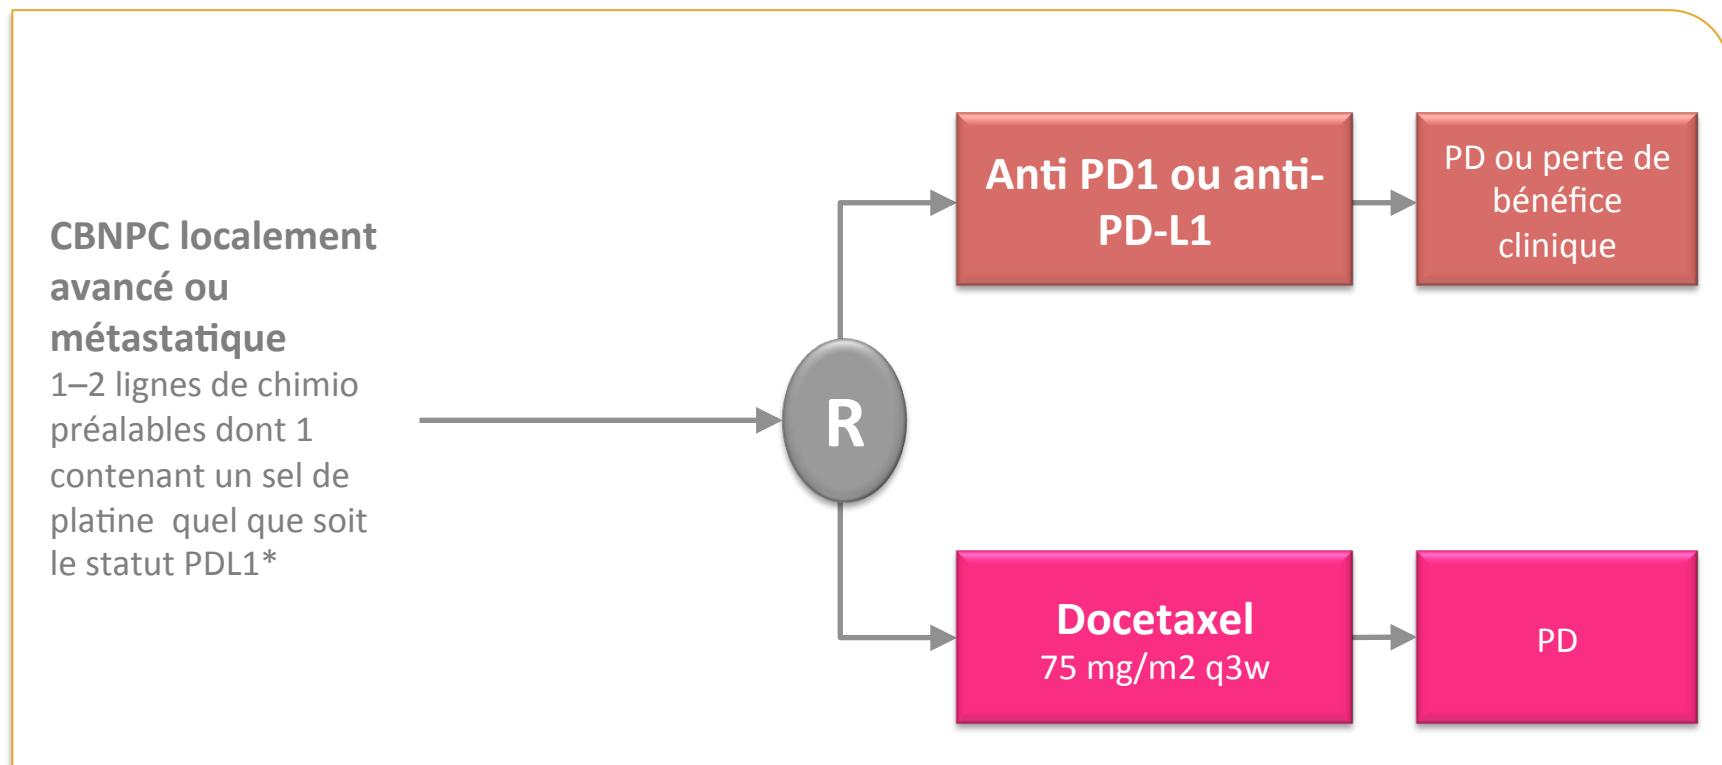 CBNPC localement
avancé ou
métastatique
1–2 lignes de chimio
préalables dont 1
contenant un sel de
platine  quel que soit
le statut PDL1*
R
Anti PD1 ou anti-
PD-L1
PD ou perte de
bénéfice
clinique
Docetaxel
75 mg/m2 q3w
PD